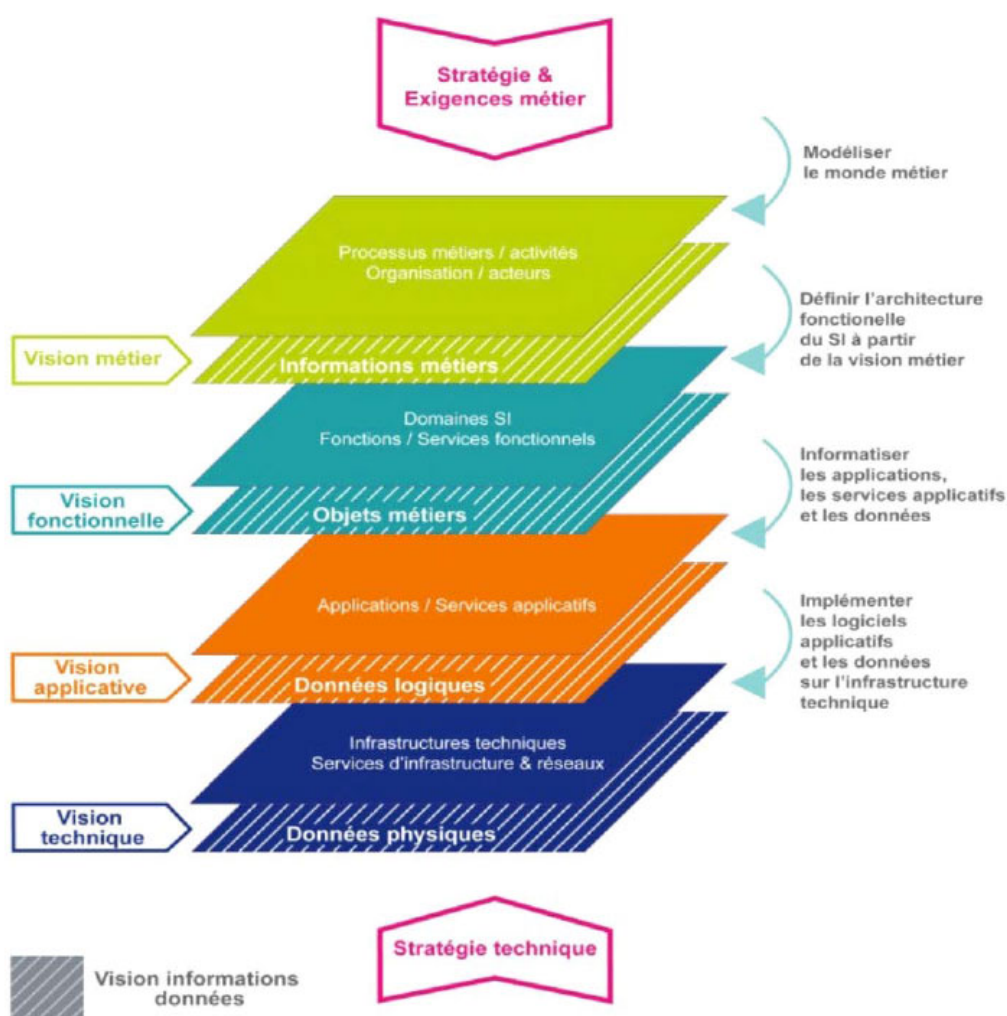 Stratégie &
Exigences métier
Modéliser
le monde métier
Processus métiers / activités
Organisation / acteurs
Définir l'architecture
fonctionelle
du SI à partir
de la vision métier
Vision métier
Informations métiers
Domaines SI
Fonctions / Services fonctionnels
Informatiser
les applications,
les services applicatifs
et les données
Vision
fonctionnelle
Objets métiers
Applications / Services applicatifs
Implémenter
les logiciels
applicatifs
et les données
sur l'infrastructure
technique
Vision
applicative
Données logiques
Infrastructures techniques
Services d'infrastructure & réseaux
Vision
technique
Données physiques
Stratégie technique
Vision informations
données